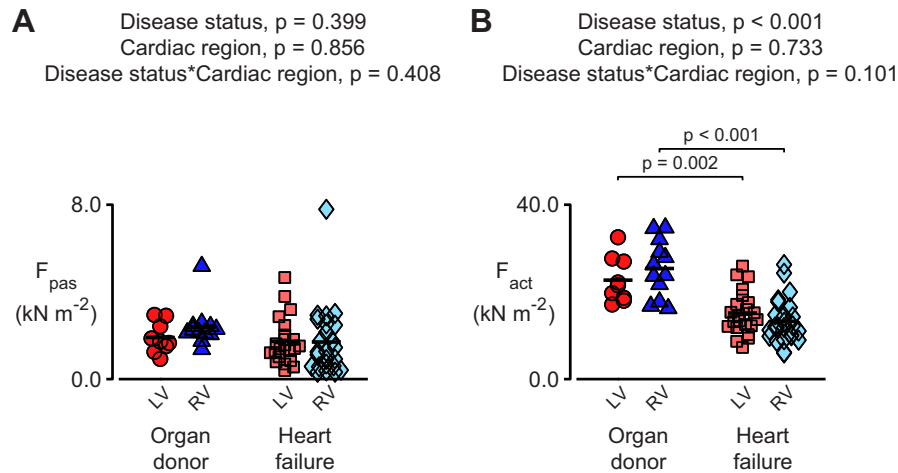 A
Disease status, p = 0.399
Cardiac region, p = 0.856
Disease status*Cardiac region, p = 0.408
8.0
Fpas
(kN m-2)
0.0
LV
RV
LV
RV
Organ
donor
Heart
failure
B
Disease status, p < 0.001
Cardiac region, p = 0.733
Disease status*Cardiac region, p = 0.101
p < 0.001
p = 0.002
40.0
Fact
(kN m-2)
0.0
LV
RV
LV
RV
Organ
donor
Heart
failure